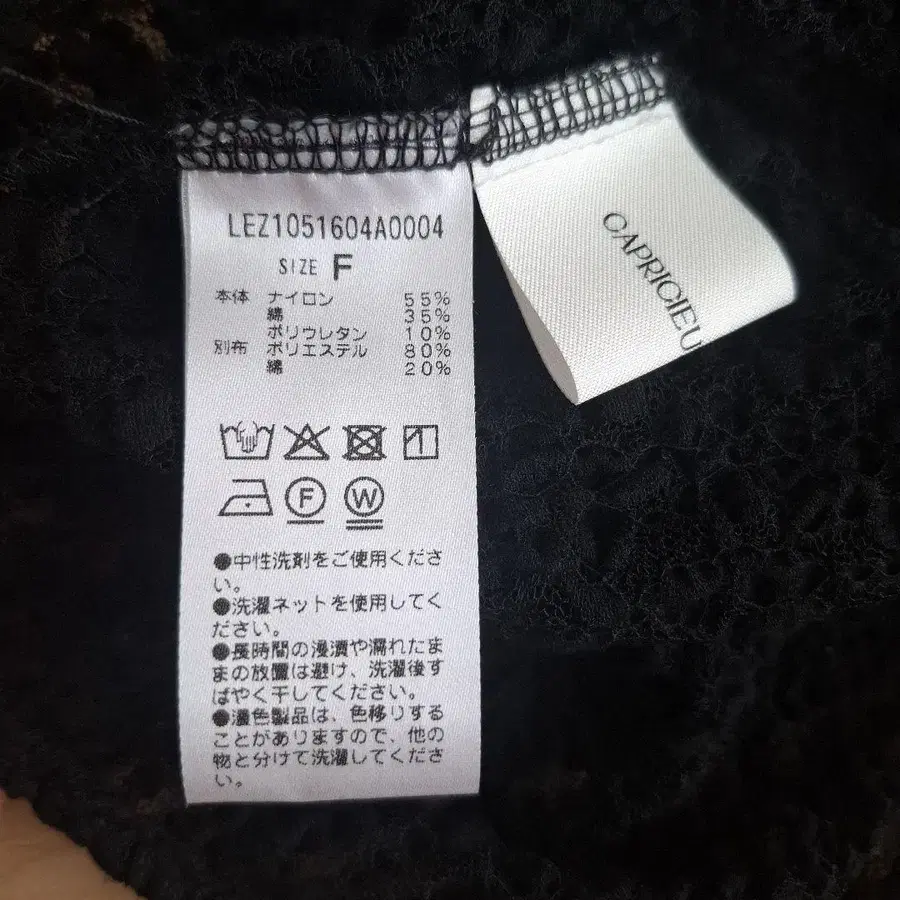 LEZ1051604A0004
SIZE F
本体 ナイロン 55%
綿 35%
ポリウレタン 10%
別布 ポリエステル 80%
綿 20%
F W
●中性洗剤をご使用くださ
い。
●洗濯ネットを使用してく
ださい。
●長時間の浸漬や濡れたま
まの放置は避け、洗濯後す
ばやく干してください。
●濃色製品は、色移りする
ことがありますので、他の
物と分けて洗濯してくださ
い。
CAPRICIEU